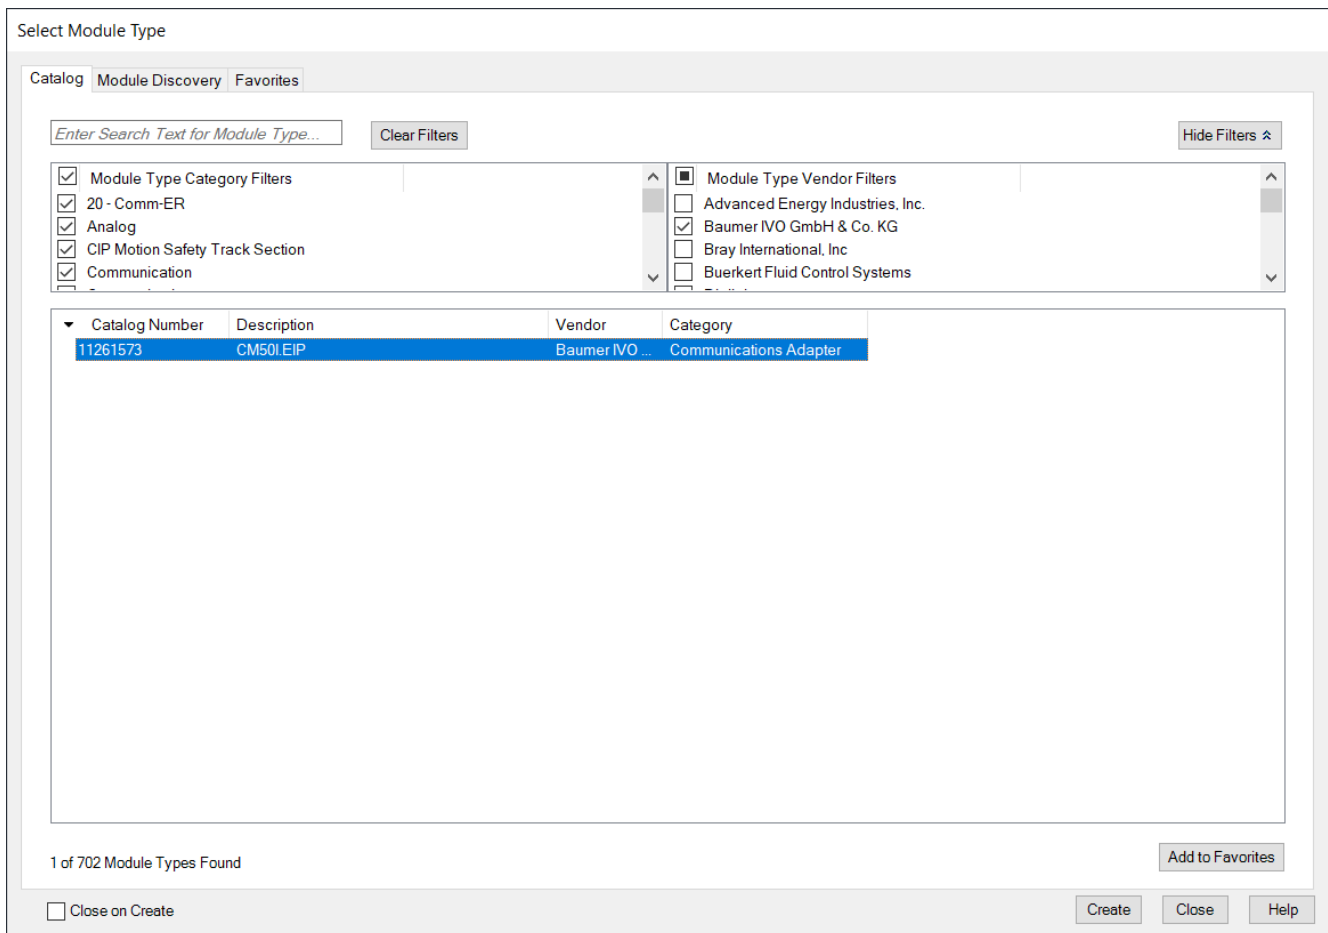 Select Module Type
Catalog Module Discovery Favorites
Enter Search Text for Module Type... Clear Filters Hide Filters
Module Type Category Filters Module Type Vendor Filters
20 - Comm-ER Advanced Energy Industries, Inc.
Analog Baumer IVO GmbH & Co. KG
CIP Motion Safety Track Section Bray International, Inc
Communication Buerkert Fluid Control Systems
Catalog Number Description Vendor Category
11261573 CM50I.EIP Baumer IVO ... Communications Adapter
1 of 702 Module Types Found Add to Favorites
Close on Create Create Close Help